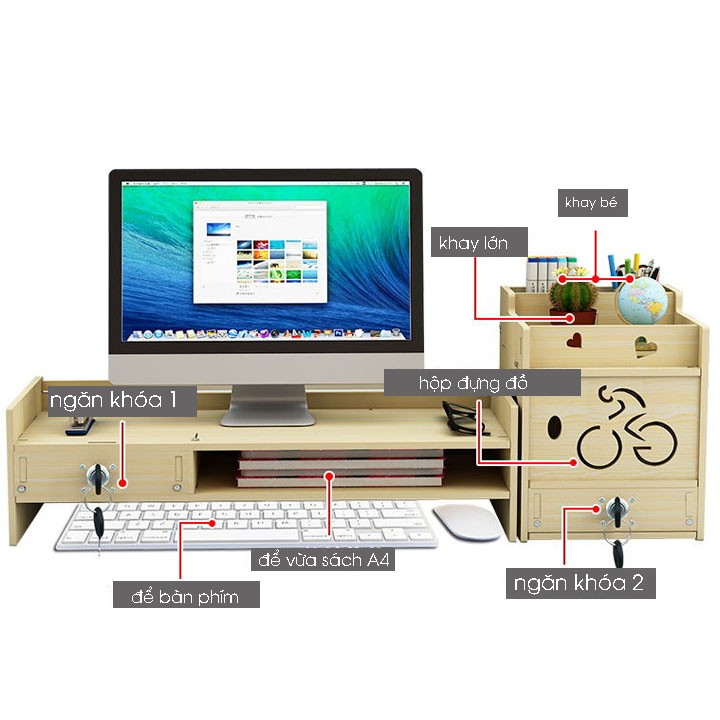 khay bé
khay lớn
hộp đựng đồ
ngăn khóa 1
để vừa sách A4
ngăn khóa 2
để bàn phím